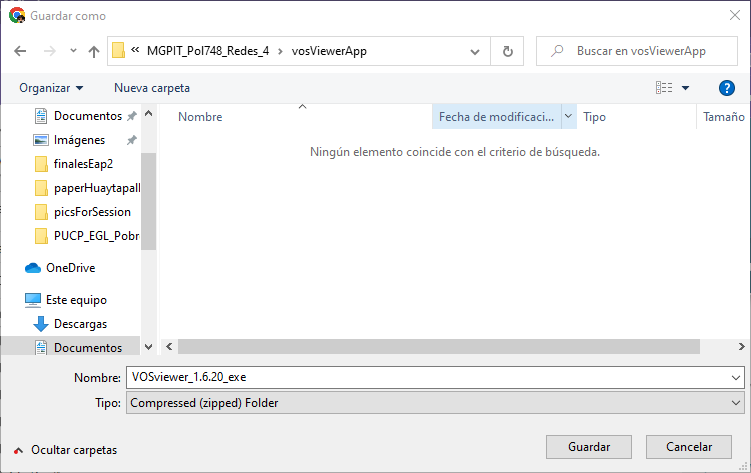 Guardar como
« MGPIT_Pol748_Redes_4 › vosViewerApp
Buscar en vosViewerApp
Organizar
Nueva carpeta
Documentos
Imágenes
finalesEap2
paperHuaytapall
picsForSession
PUCP_EGL_Pobr
OneDrive
Este equipo
Descargas
Documentos
Nombre
Fecha de modificaci...
Tipo
Tamaño
Ningún elemento coincide con el criterio de búsqueda.
Nombre: VOSviewer_1.6.20_exe
Tipo: Compressed (zipped) Folder
Ocultar carpetas
Guardar
Cancelar